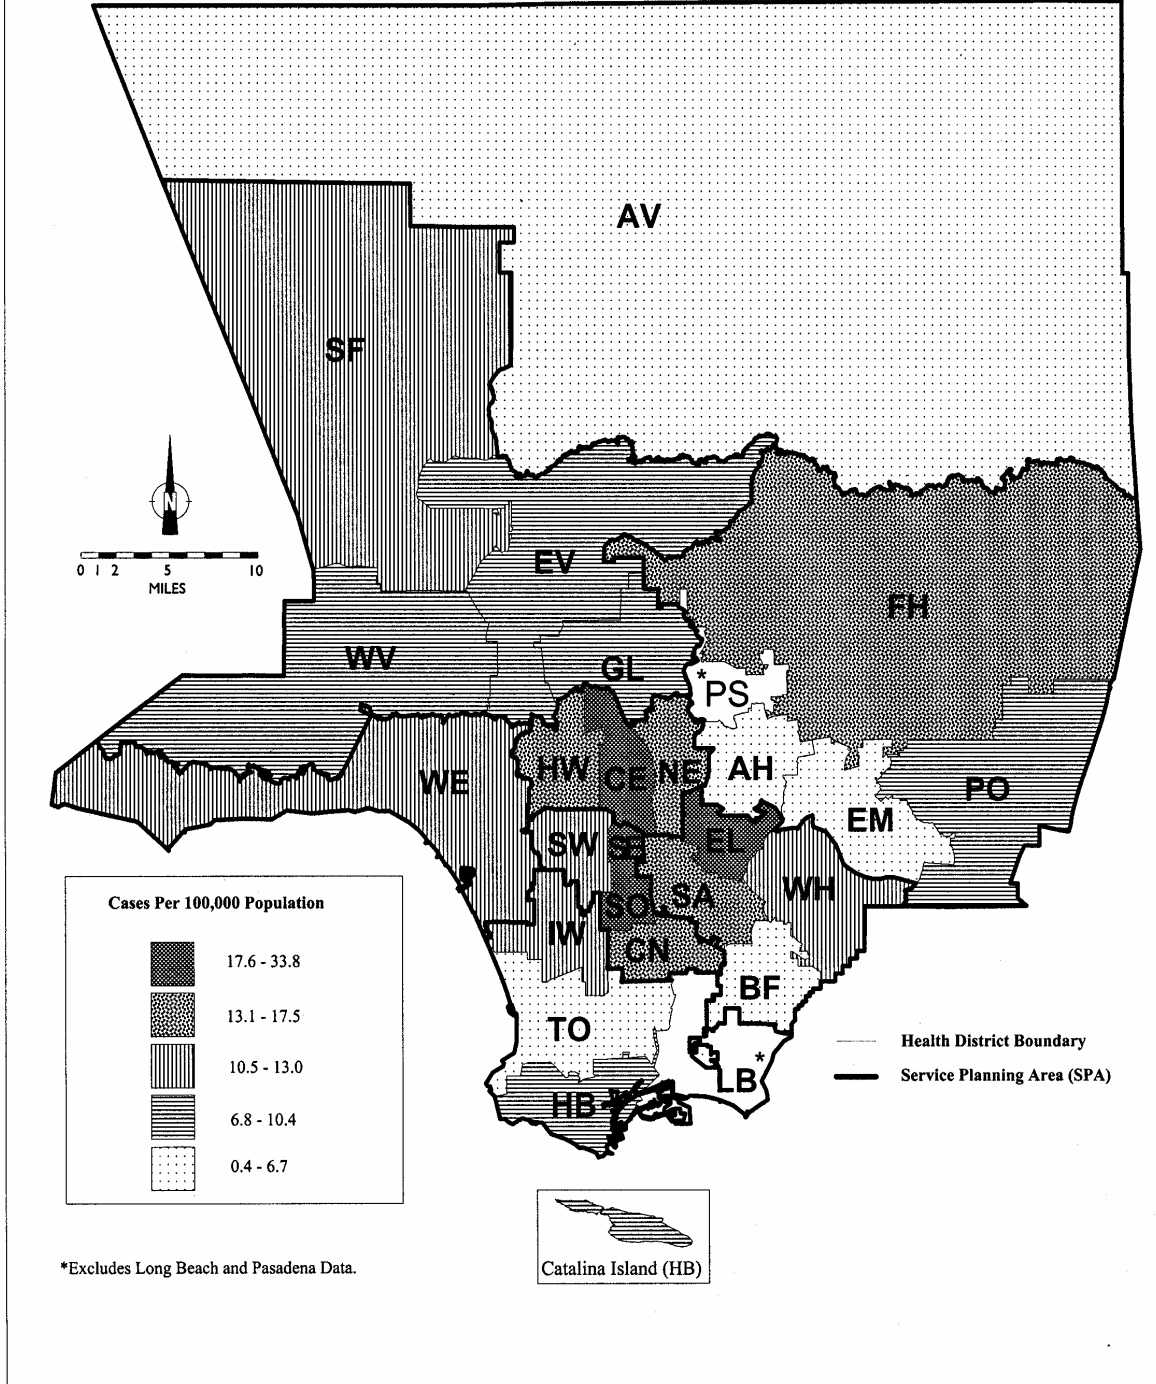 AV
SF
N
0 1 2 5 10
MILES
EV
FH
WV
GL
*
PS
HW
CE
NE
AH
WE
PO
EM
SW
SE
EL
WH
SO
SA
IW
CN
BF
TO
*
LB
HB
Cases Per 100,000 Population
17.6 - 33.8
13.1 - 17.5
10.5 - 13.0
6.8 - 10.4
0.4 - 6.7
Health District Boundary
Service Planning Area (SPA)
Catalina Island (HB)
*Excludes Long Beach and Pasadena Data.